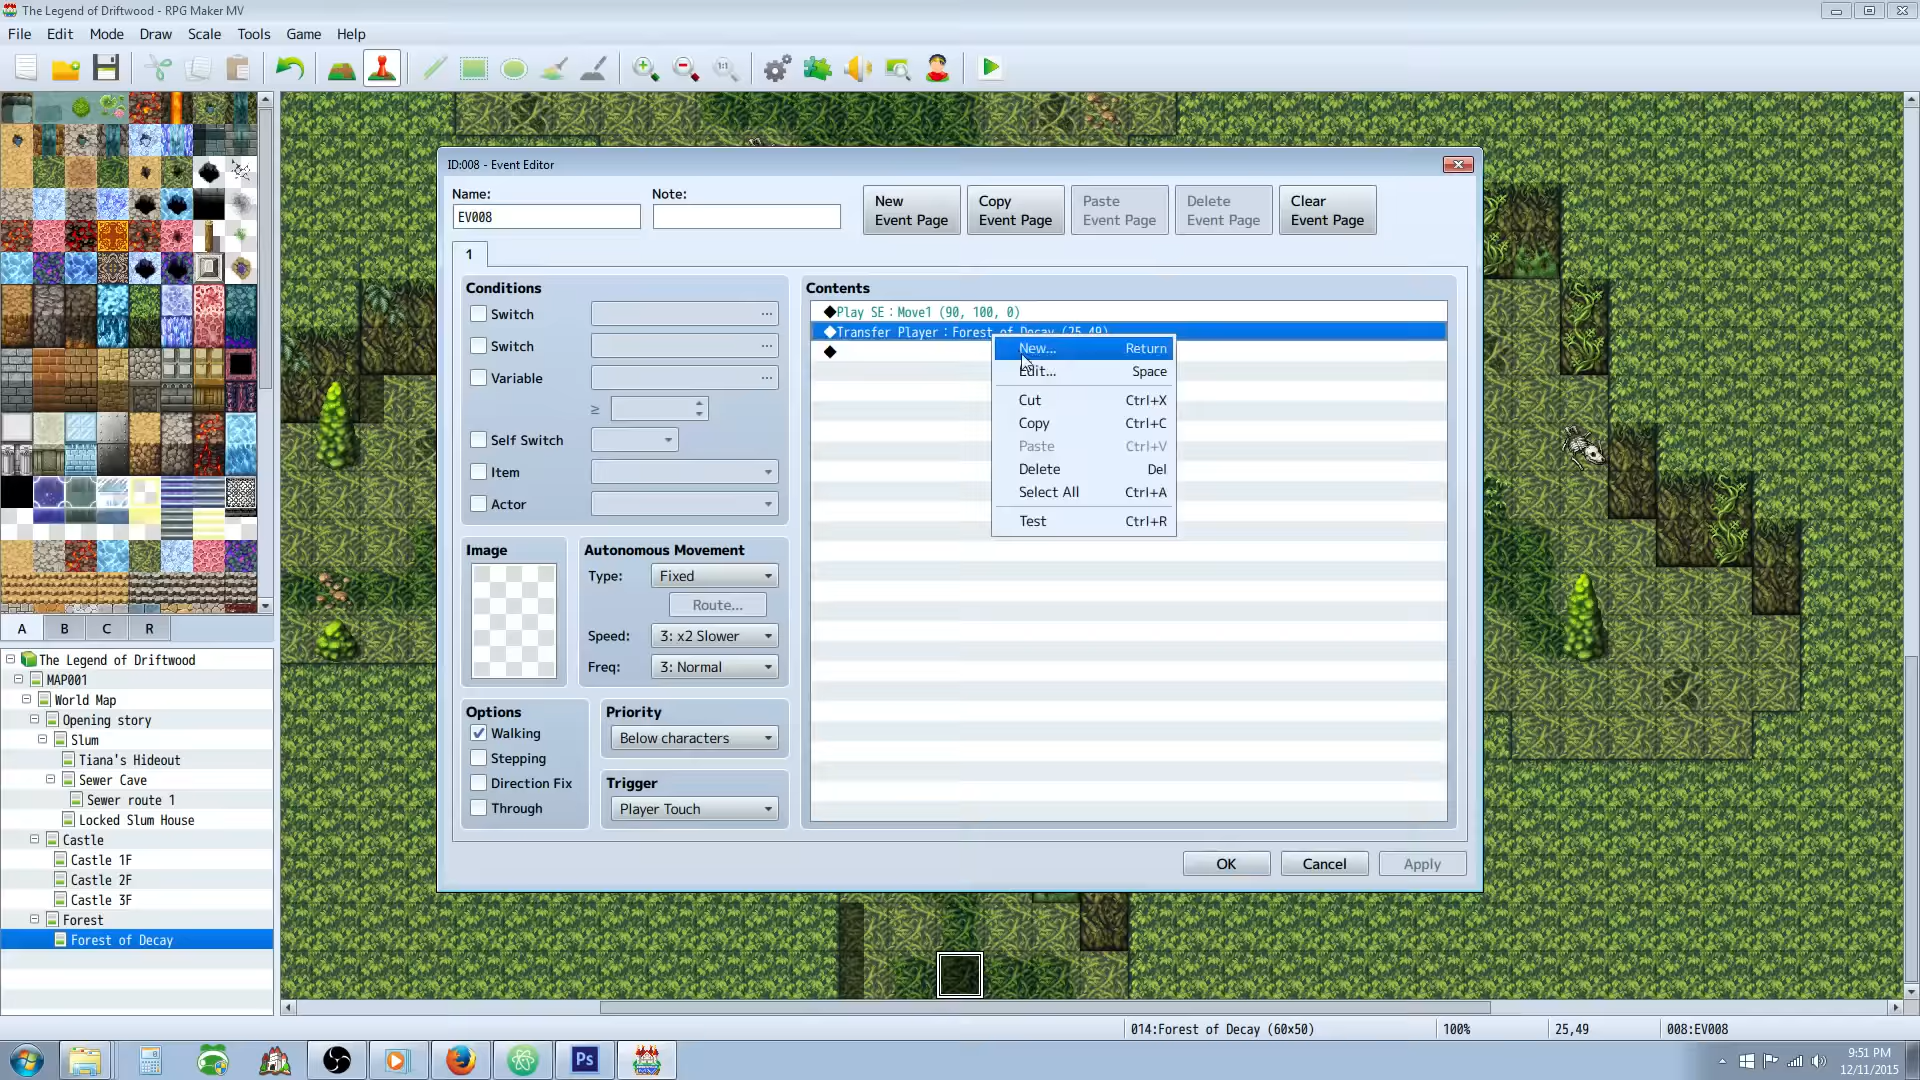 The Legend of Driftwood - RPG Maker MV
File Edit Mode Draw Scale Tools Game Help
1:1
ID:008 - Event Editor
Name: Note:
EV008
New Event Page
Copy Event Page
Paste Event Page
Delete Event Page
Clear Event Page
1
Conditions
Switch ...
Switch ...
Variable ...
≥
Self Switch
Item
Actor
Image
Autonomous Movement
Type: Fixed
Route...
Speed: 3: x2 Slower
Freq: 3: Normal
Options
Walking
Stepping
Direction Fix
Through
Priority
Below characters
Trigger
Player Touch
Contents
◆Play SE : Move1 (90, 100, 0)
◆Transfer Player : Forest of Decay (25,49)
◆
New... Return
Edit... Space
Cut Ctrl+X
Copy Ctrl+C
Paste Ctrl+V
Delete Del
Select All Ctrl+A
Test Ctrl+R
OK Cancel Apply
A B C R
The Legend of Driftwood
MAP001
World Map
Opening story
Slum
Tiana's Hideout
Sewer Cave
Sewer route 1
Locked Slum House
Castle
Castle 1F
Castle 2F
Castle 3F
Forest
Forest of Decay
014:Forest of Decay (60x50) 100% 25,49 008:EV008
Ps
9:51 PM
12/11/2015